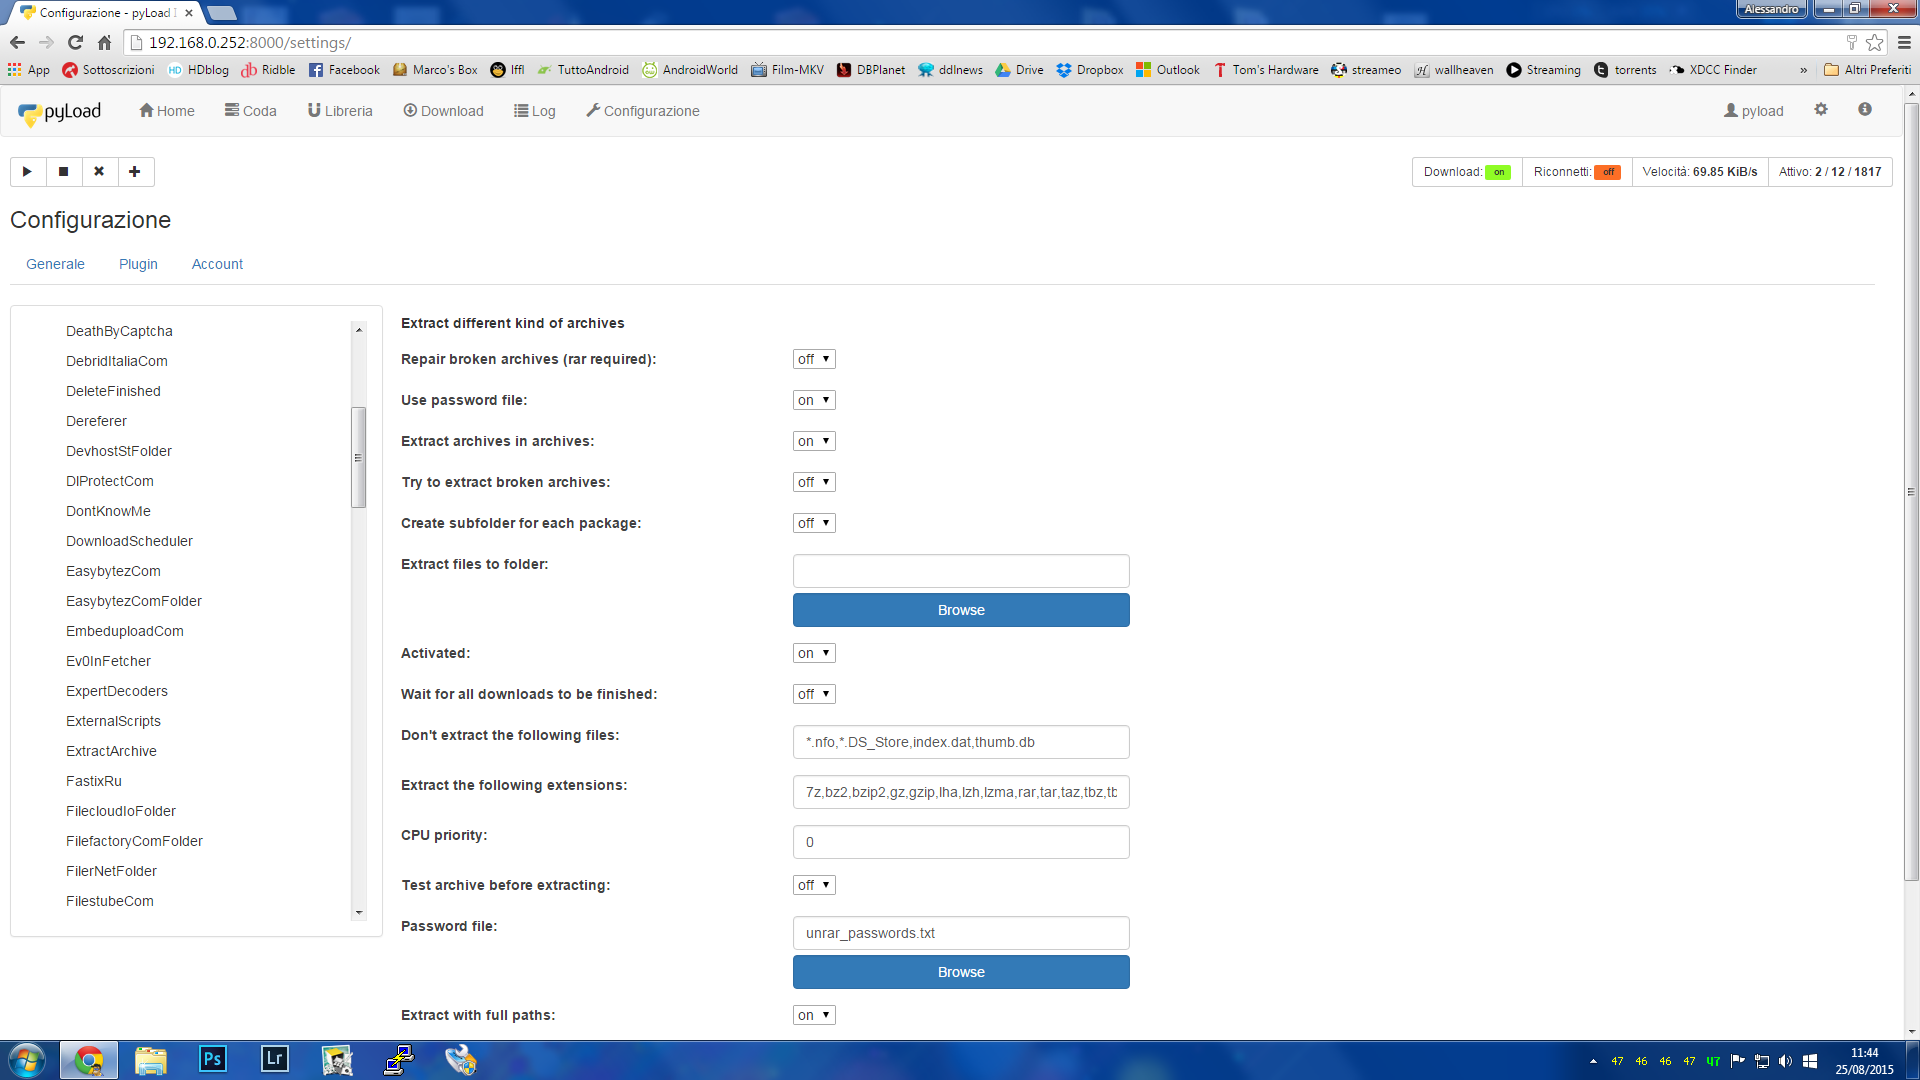 Configurazione - pyLoad
Alessandro
192.168.0.252:8000/settings/
App Sottoscrizioni HDblog Ridble Facebook Marco's Box Iffl TuttoAndroid AndroidWorld Film-MKV DBPlanet ddlnews Drive Dropbox Outlook Tom's Hardware streameo wallheaven Streaming torrents XDCC Finder » Altri Preferiti
pyLoad Home Coda Libreria Download Log Configurazione pyload
Download: on Riconnetti: off Velocità: 69.85 KiB/s Attivo: 2 / 12 / 1817
Configurazione
Generale Plugin Account
DeathByCaptcha
DebridItaliaCom
DeleteFinished
Dereferer
DevhostStFolder
DlProtectCom
DontKnowMe
DownloadScheduler
EasybytezCom
EasybytezComFolder
EmbeduploadCom
Ev0InFetcher
ExpertDecoders
ExternalScripts
ExtractArchive
FastixRu
FilecloudIoFolder
FilefactoryComFolder
FilerNetFolder
FilestubeCom
Extract different kind of archives
Repair broken archives (rar required): off
Use password file: on
Extract archives in archives: on
Try to extract broken archives: off
Create subfolder for each package: off
Extract files to folder:
Browse
Activated: on
Wait for all downloads to be finished: off
Don't extract the following files: *.nfo,*.DS_Store,index.dat,thumb.db
Extract the following extensions: 7z,bz2,bzip2,gz,gzip,lha,lzh,lzma,rar,tar,taz,tbz,tb
CPU priority: 0
Test archive before extracting: off
Password file: unrar_passwords.txt
Browse
Extract with full paths: on
Ps Lr
47 46 46 47 47
11:44
25/08/2015